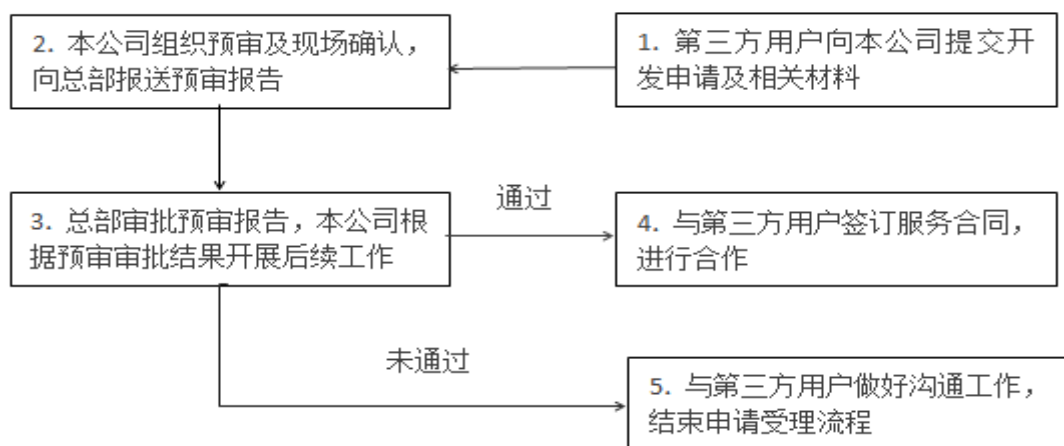 2. 本公司组织预审及现场确认，
向总部报送预审报告
1. 第三方用户向本公司提交开
发申请及相关材料
通过
3. 总部审批预审报告，本公司根
据预审审批结果开展后续工作
4. 与第三方用户签订服务合同，
进行合作
未通过
5. 与第三方用户做好沟通工作，
结束申请受理流程